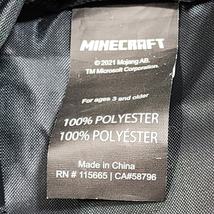 MINECRAFT
© 2021 Mojang AB.
TM Microsoft Corporation.
For ages 3 and older
100% POLYESTER
100% POLYÉSTER
Made in China
RN # 115665 | CA#58796